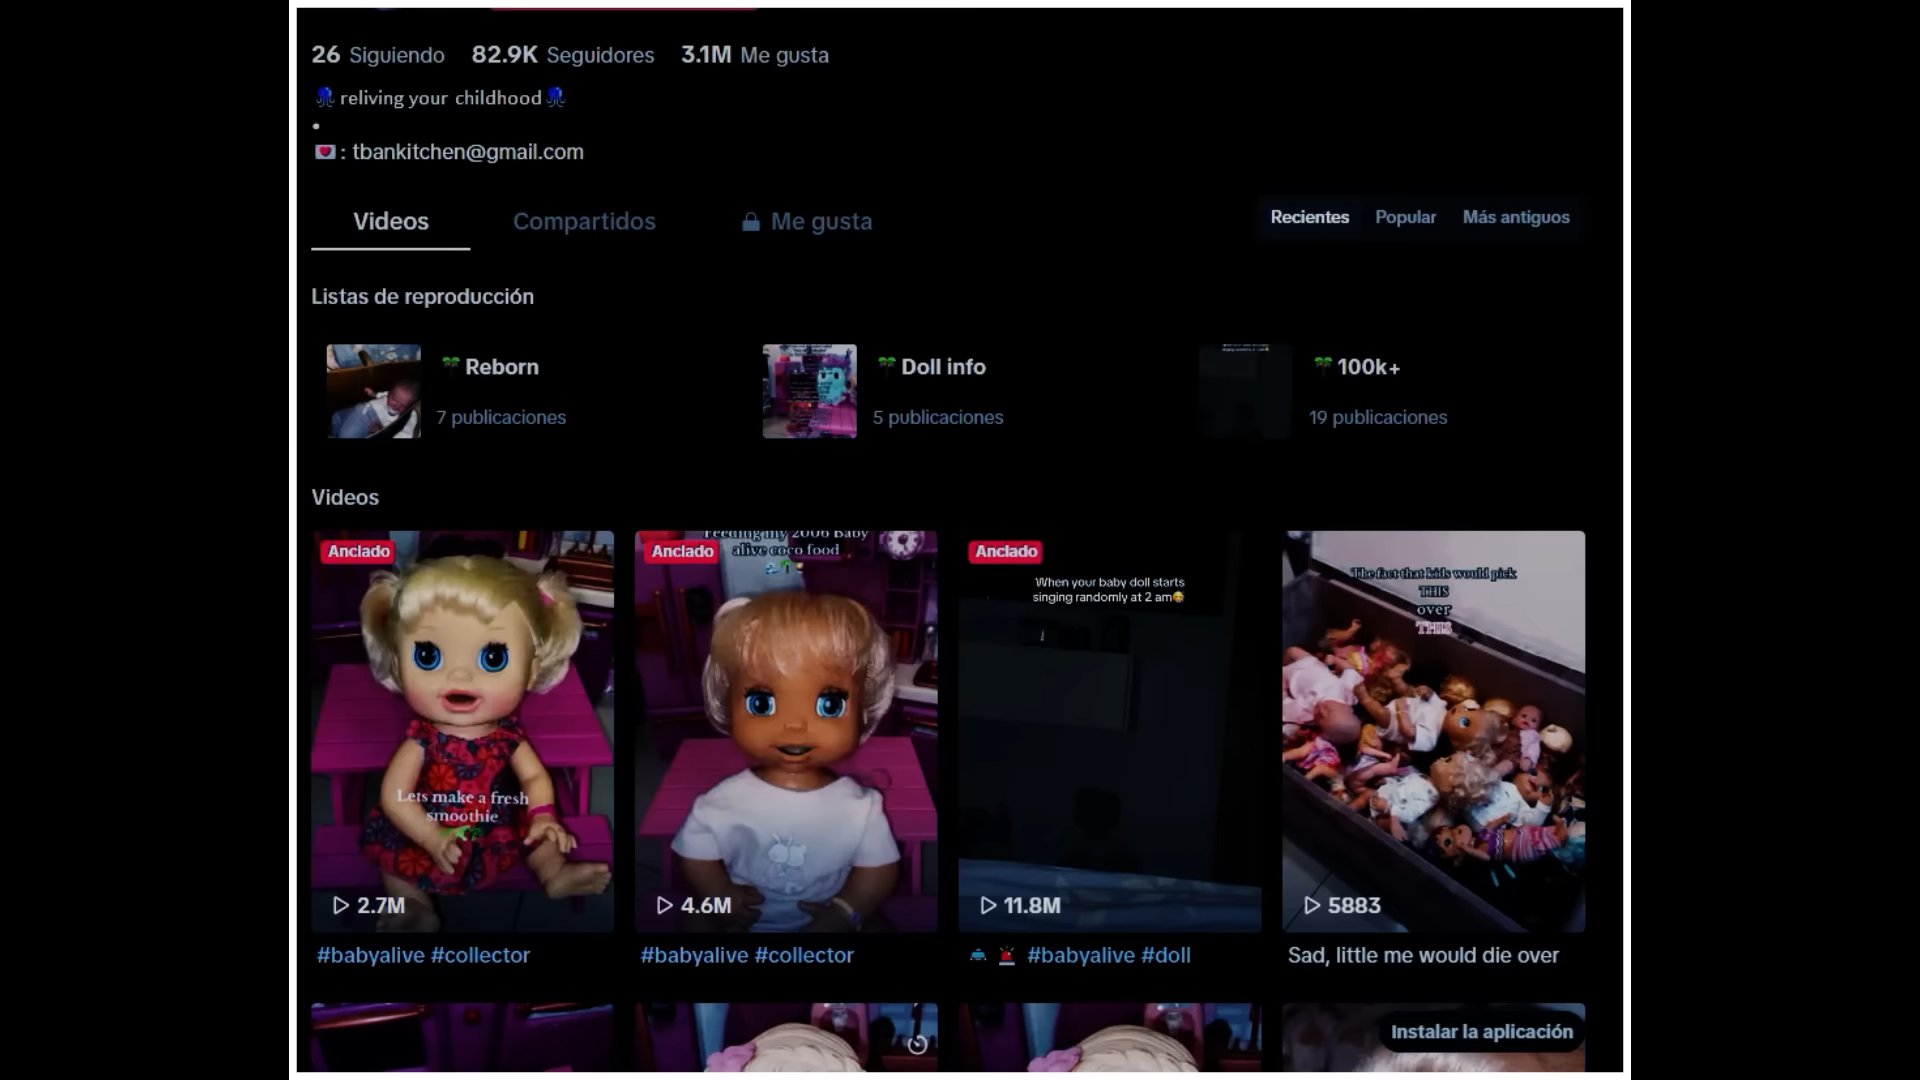 26 Siguiendo 82.9K Seguidores 3.1M Me gusta
reliving your childhood
•
: tbankitchen@gmail.com
Videos Compartidos Me gusta
Recientes Popular Más antiguos
Listas de reproducción
Reborn
7 publicaciones
Doll info
5 publicaciones
100k+
19 publicaciones
Videos
Anclado
Lets make a fresh
smoothie
2.7M
#babyalive #collector
Anclado
Feeding my 2006 Baby
alive coco food
4.6M
#babyalive #collector
Anclado
When your baby doll starts
singing randomly at 2 am
11.8M
#babyalive #doll
The fact that kids would pick
THIS
over
THIS
5883
Sad, little me would die over
Instalar la aplicación